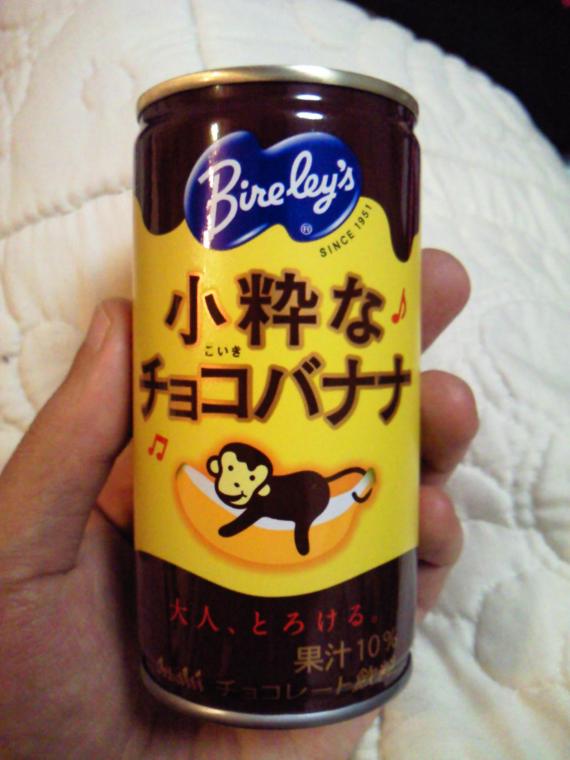 Bireley's
®
SINCE 1951
小粋な
こいき
チョコバナナ
大人、とろける。
果汁10%
Asahi チョコレート飲料